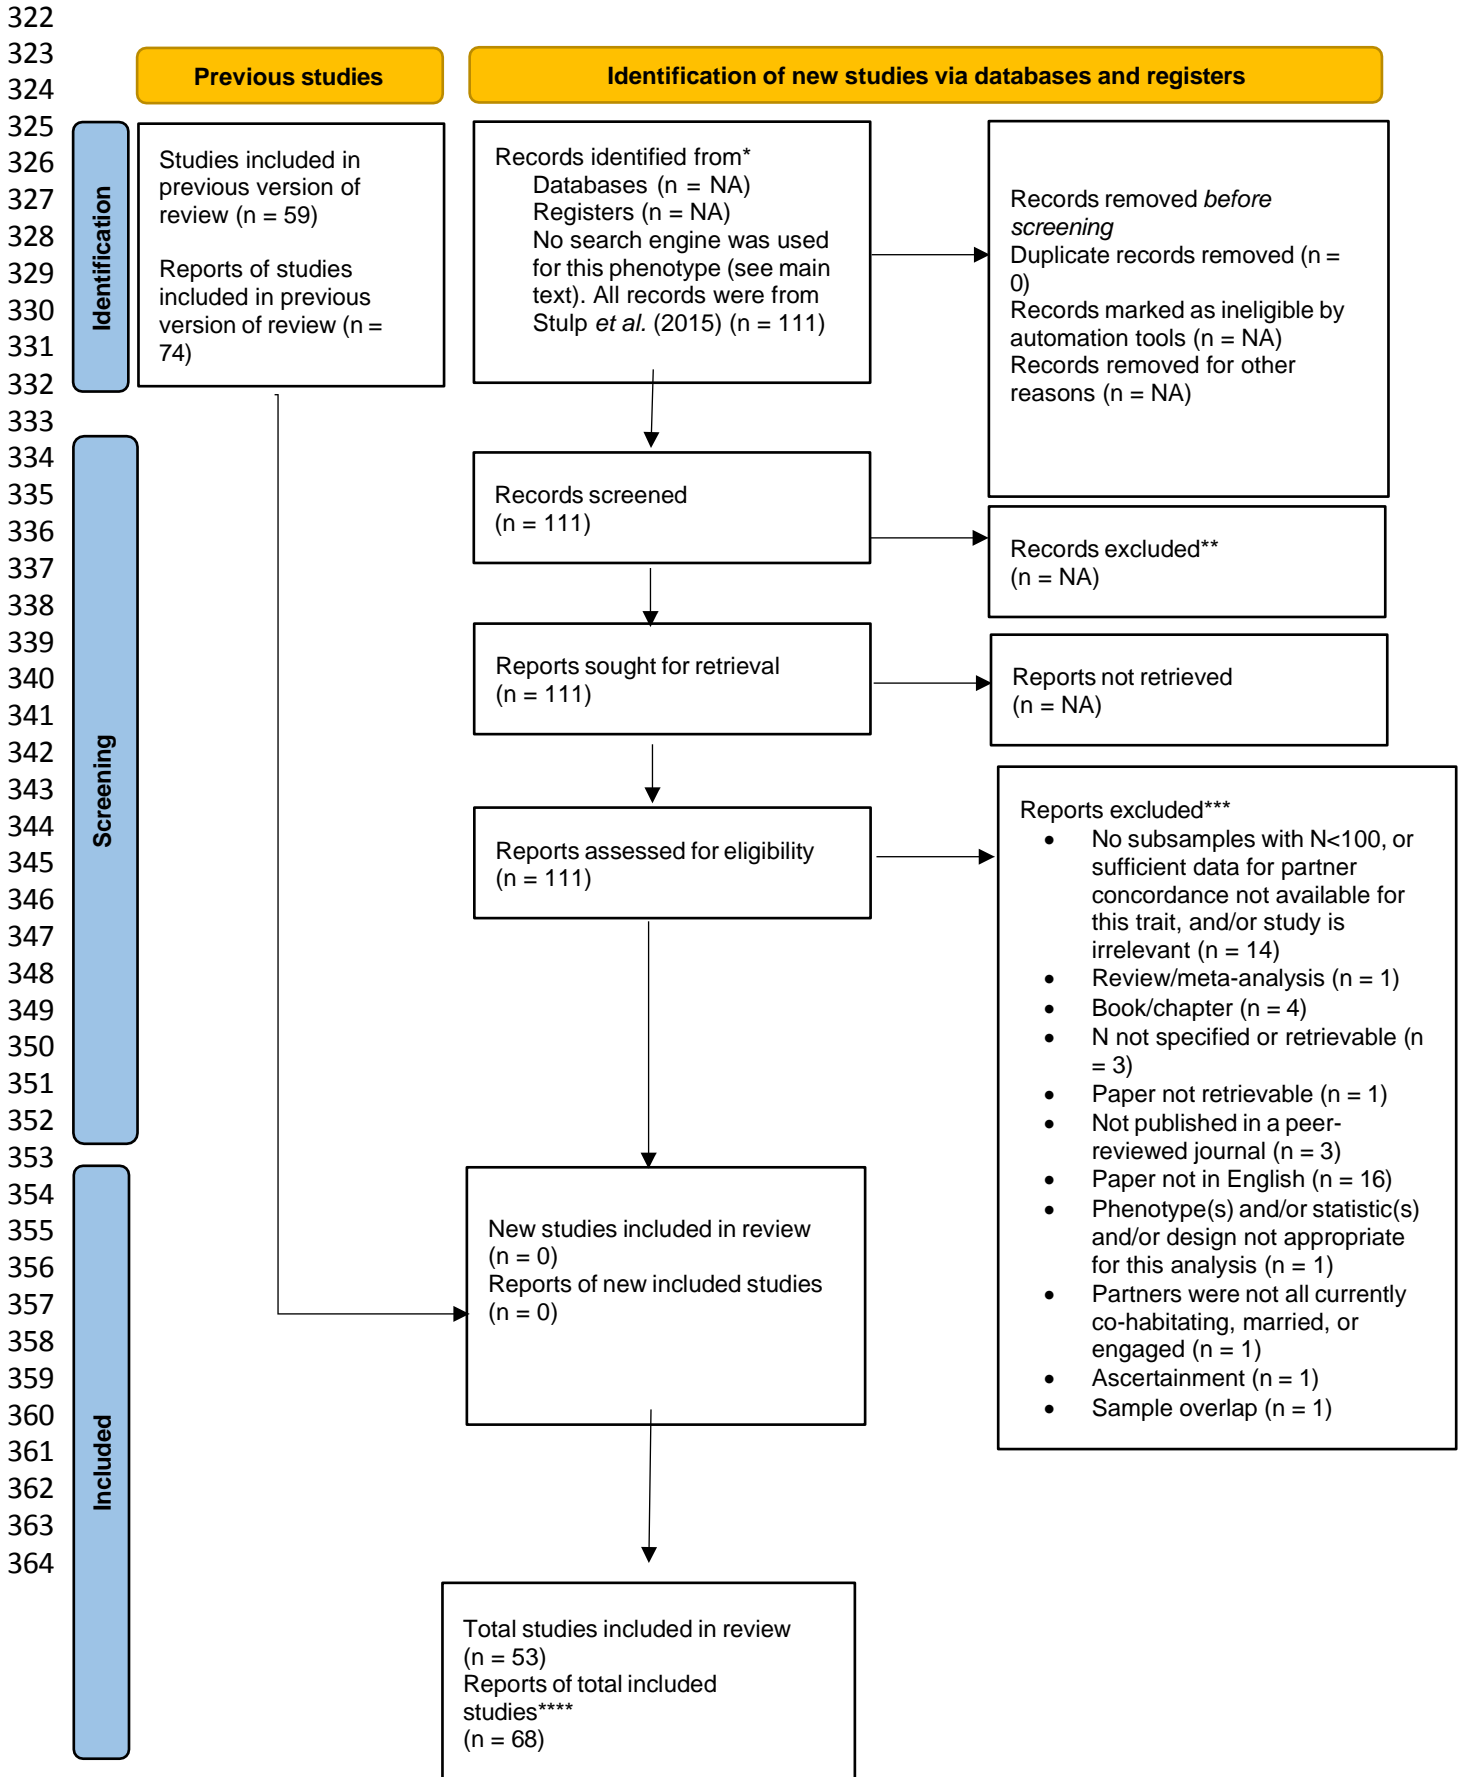 322
323
324
325
326
327
328
329
330
331
332
333
334
335
336
337
338
339
340
341
342
343
344
345
346
347
348
349
350
351
352
353
354
355
356
357
358
359
360
361
362
363
364
Previous studies
Identification of new studies via databases and registers
Identification
Studies included in
previous version of
review (n = 59)
Reports of studies
included in previous
version of review (n =
74)
Records identified from*
Databases (n = NA)
Registers (n = NA)
No search engine was used
for this phenotype (see main
text). All records were from
Stulp et al. (2015) (n = 111)
Records removed before
screening
Duplicate records removed (n =
0)
Records marked as ineligible by
automation tools (n = NA)
Records removed for other
reasons (n = NA)
Screening
Records screened
(n = 111)
Records excluded**
(n = NA)
Reports sought for retrieval
(n = 111)
Reports not retrieved
(n = NA)
Reports assessed for eligibility
(n = 111)
Reports excluded***
• No subsamples with N<100, or
sufficient data for partner
concordance not available for
this trait, and/or study is
irrelevant (n = 14)
• Review/meta-analysis (n = 1)
• Book/chapter (n = 4)
• N not specified or retrievable (n
= 3)
• Paper not retrievable (n = 1)
• Not published in a peer-
reviewed journal (n = 3)
• Paper not in English (n = 16)
• Phenotype(s) and/or statistic(s)
and/or design not appropriate
for this analysis (n = 1)
• Partners were not all currently
co-habitating, married, or
engaged (n = 1)
• Ascertainment (n = 1)
• Sample overlap (n = 1)
Included
New studies included in review
(n = 0)
Reports of new included studies
(n = 0)
Total studies included in review
(n = 53)
Reports of total included
studies****
(n = 68)